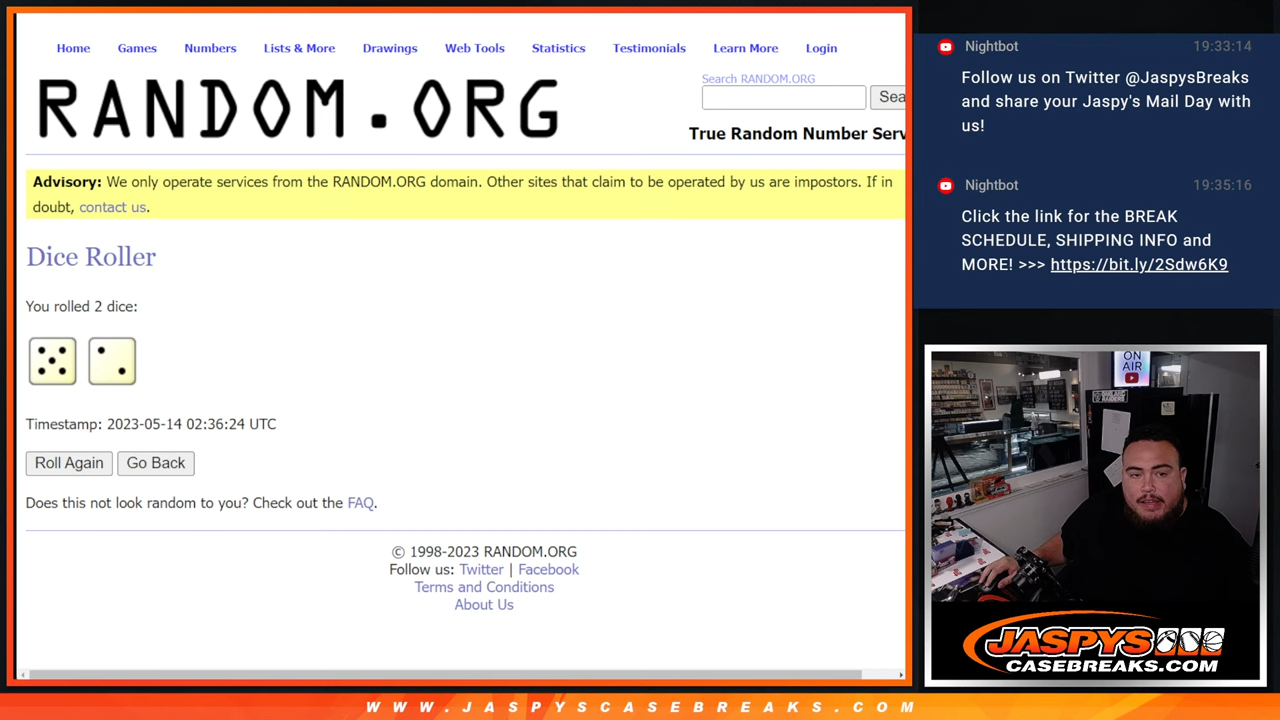 Home Games Numbers Lists & More Drawings Web Tools Statistics Testimonials Learn More Login
RANDOM.ORG
Search RANDOM.ORG
Sea
True Random Number Serv
Advisory: We only operate services from the RANDOM.ORG domain. Other sites that claim to be operated by us are impostors. If in
doubt, contact us.
Dice Roller
You rolled 2 dice:
Timestamp: 2023-05-14 02:36:24 UTC
Roll Again Go Back
Does this not look random to you? Check out the FAQ.
© 1998-2023 RANDOM.ORG
Follow us: Twitter | Facebook
Terms and Conditions
About Us
Nightbot 19:33:14
Follow us on Twitter @JaspysBreaks
and share your Jaspy's Mail Day with
us!
Nightbot 19:35:16
Click the link for the BREAK
SCHEDULE, SHIPPING INFO and
MORE! >>> https://bit.ly/2Sdw6K9
ON
AIR
JASPYS
CASEBREAKS.COM
WWW.JASPYSCASEBREAKS.COM